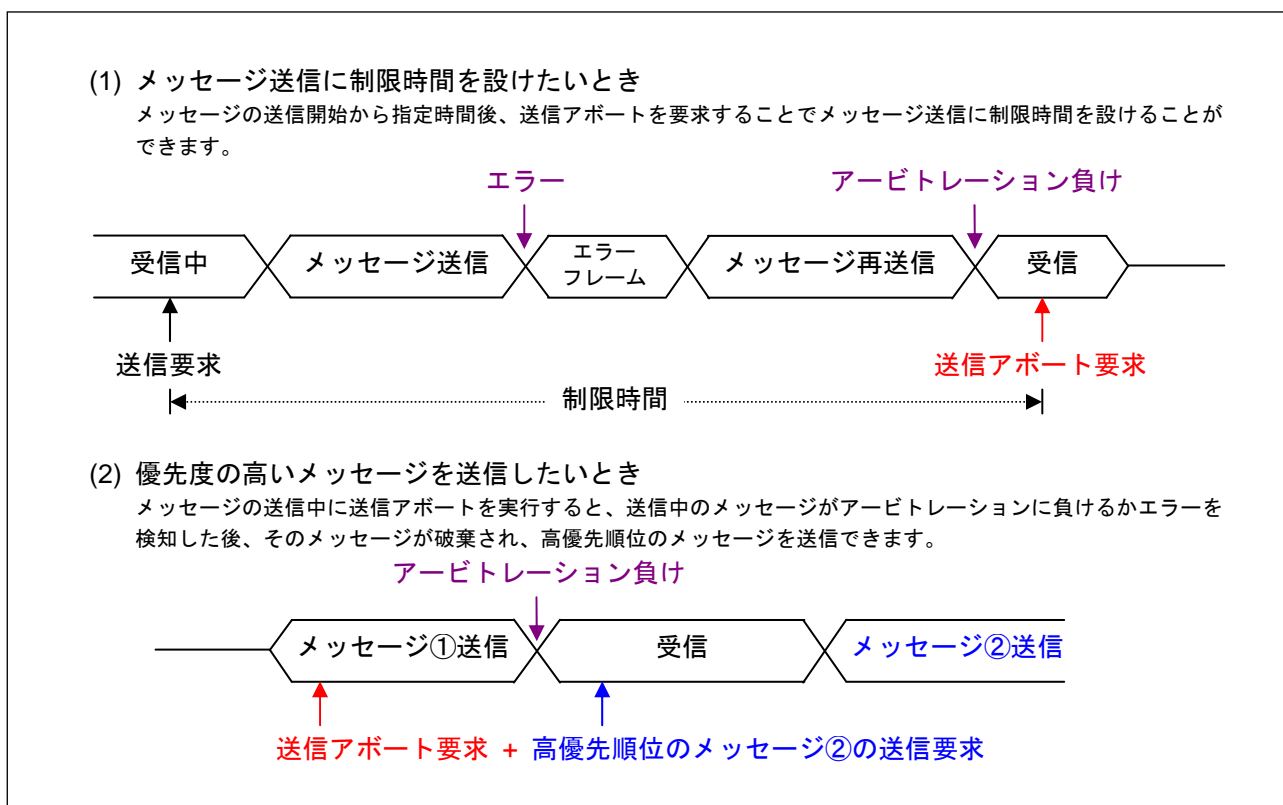 (1) メッセージ送信に制限時間を設けたいとき
メッセージの送信開始から指定時間後、送信アボートを要求することでメッセージ送信に制限時間を設けることが
できます。
エラー
アービトレーション負け
受信中
メッセージ送信
エラー
フレーム
メッセージ再送信
受信
送信要求
送信アボート要求
制限時間
(2) 優先度の高いメッセージを送信したいとき
メッセージの送信中に送信アボートを実行すると、送信中のメッセージがアービトレーションに負けるかエラーを
検知した後、そのメッセージが破棄され、高優先順位のメッセージを送信できます。
アービトレーション負け
メッセージ①送信
受信
メッセージ②送信
送信アボート要求 + 高優先順位のメッセージ②の送信要求